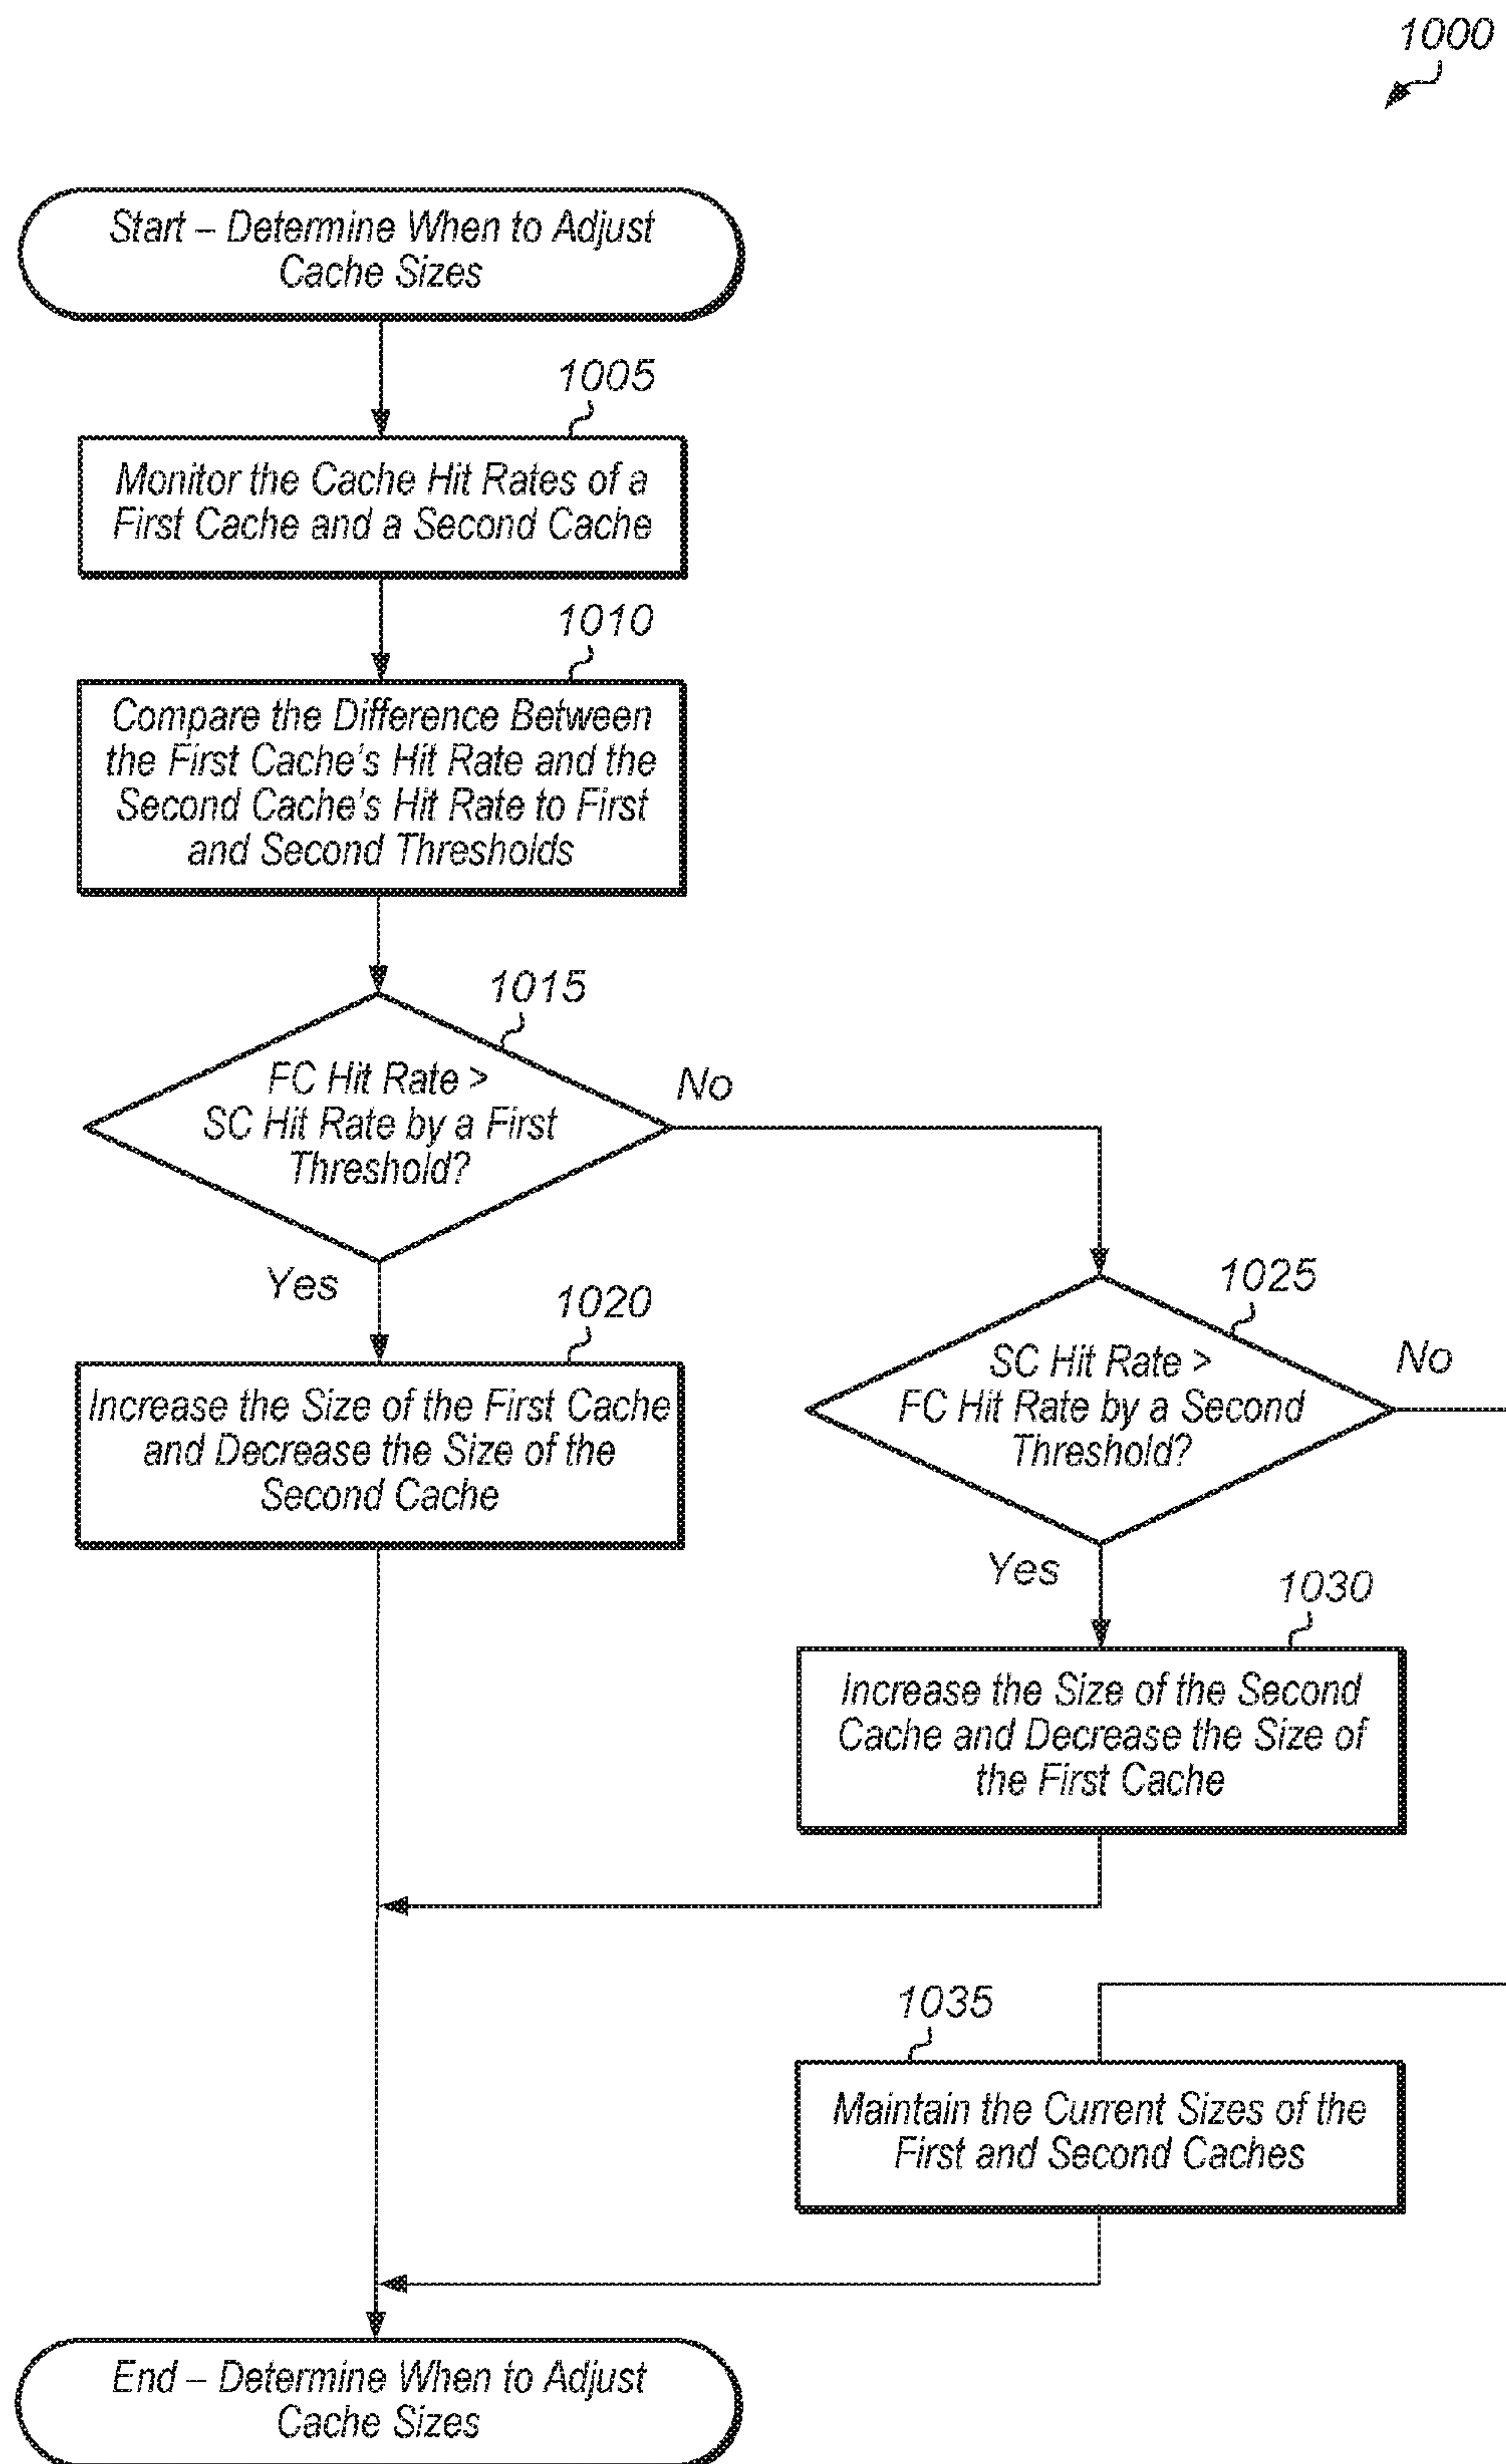 1000
Start – Determine When to Adjust
Cache Sizes
1005
Monitor the Cache Hit Rates of a
First Cache and a Second Cache
1010
Compare the Difference Between
the First Cache's Hit Rate and the
Second Cache's Hit Rate to First
and Second Thresholds
1015
FC Hit Rate >
SC Hit Rate by a First
Threshold?
No
Yes
1020
Increase the Size of the First Cache
and Decrease the Size of the
Second Cache
1025
SC Hit Rate >
FC Hit Rate by a Second
Threshold?
No
Yes
1030
Increase the Size of the Second
Cache and Decrease the Size of
the First Cache
1035
Maintain the Current Sizes of the
First and Second Caches
End – Determine When to Adjust
Cache Sizes